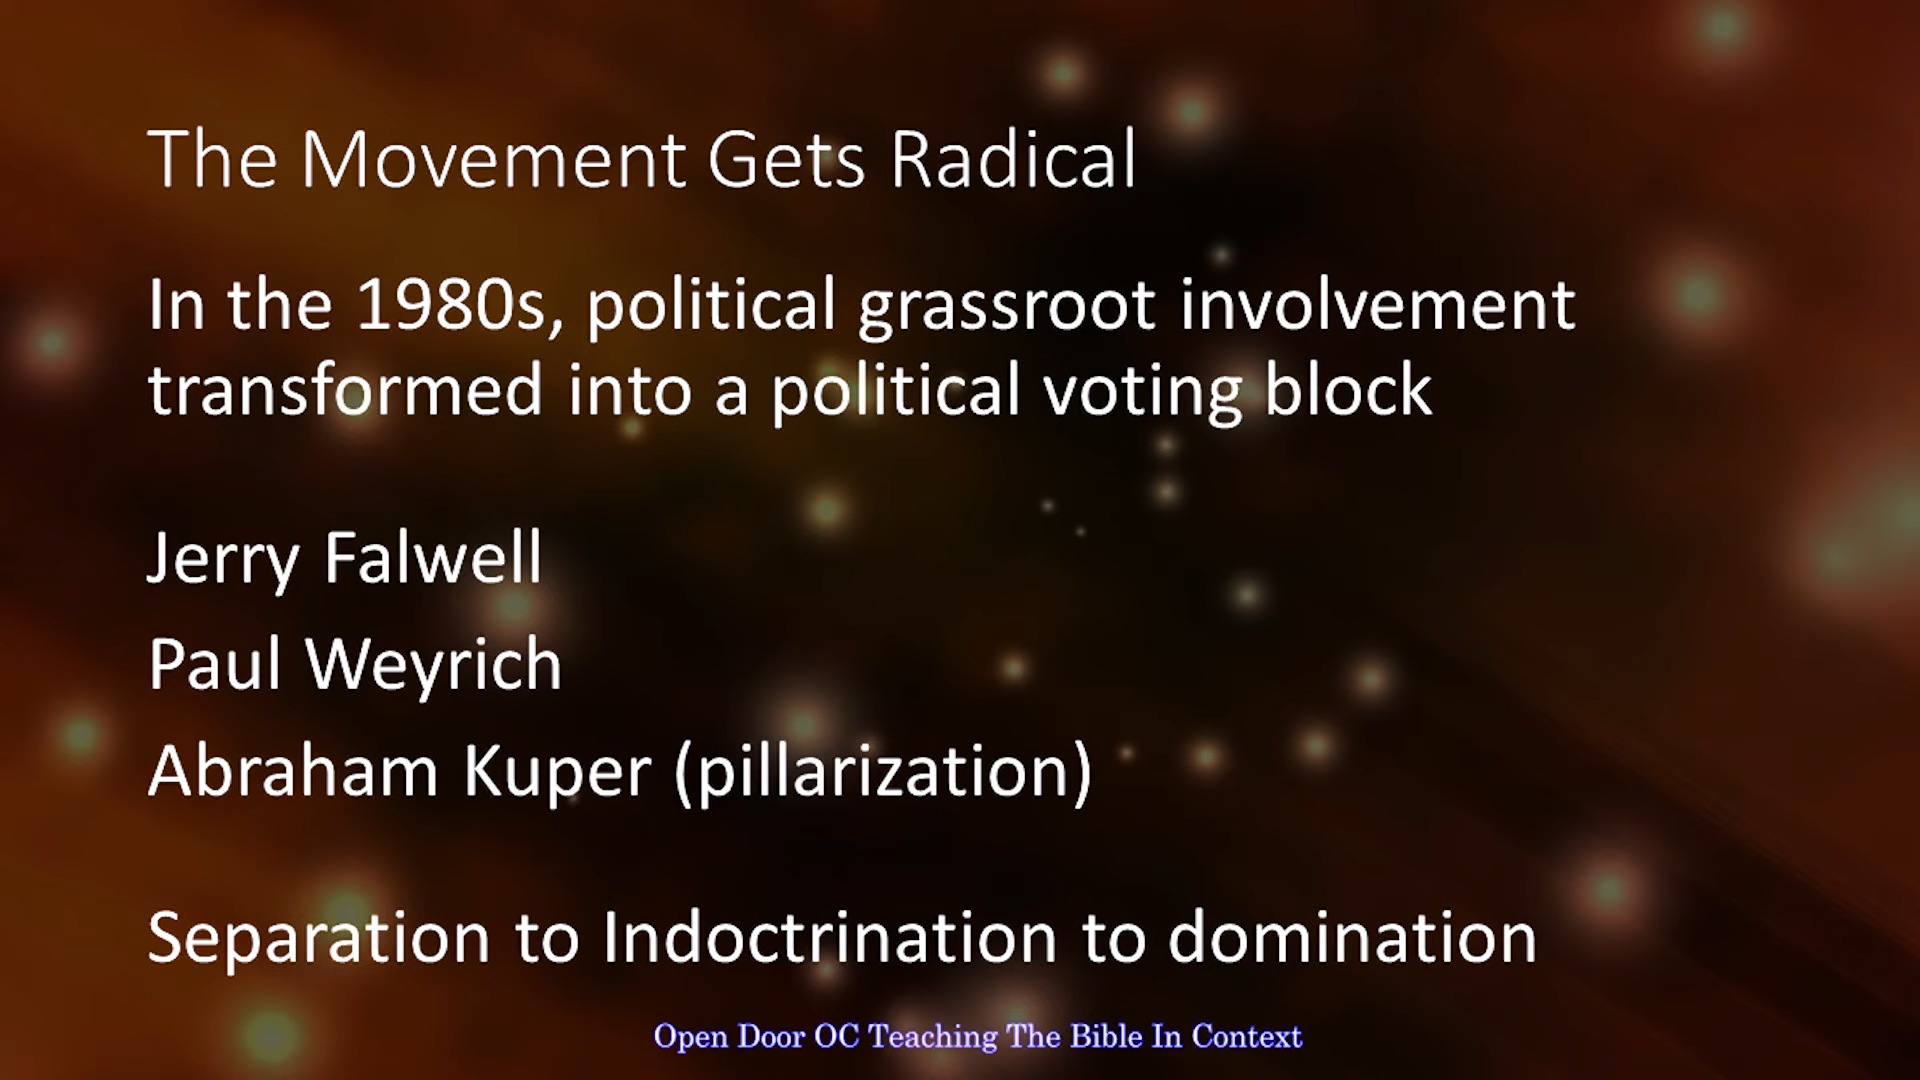 The Movement Gets Radical
In the 1980s, political grassroot involvement
transformed into a political voting block
Jerry Falwell
Paul Weyrich
Abraham Kuper (pillarization)
Separation to Indoctrination to domination
Open Door OC Teaching The Bible In Context